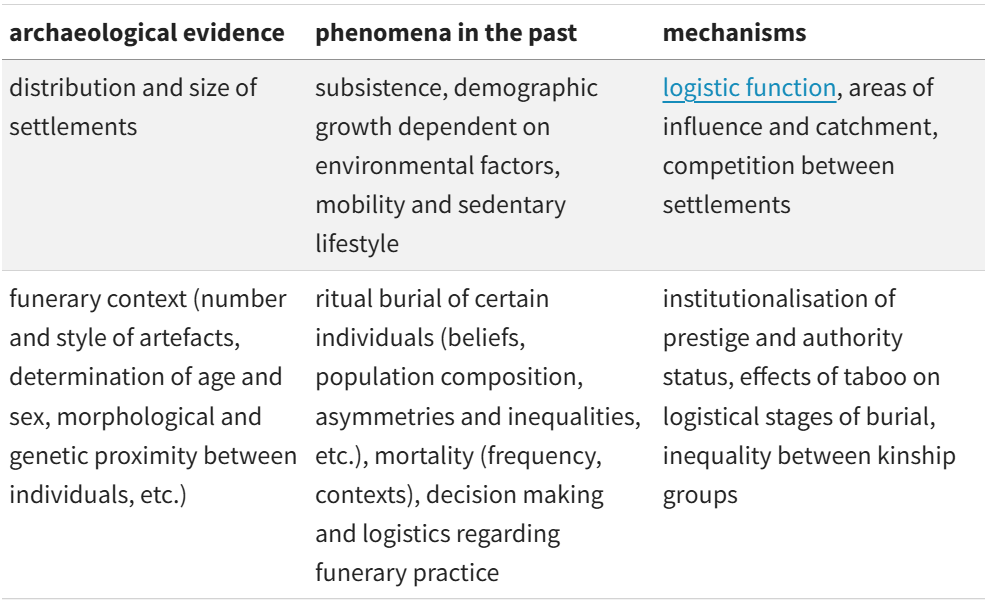 archaeological evidence phenomena in the past mechanisms
distribution and size of settlements
subsistence, demographic growth dependent on environmental factors, mobility and sedentary lifestyle
logistic function, areas of influence and catchment, competition between settlements
funerary context (number and style of artefacts, determination of age and sex, morphological and genetic proximity between individuals, etc.)
ritual burial of certain individuals (beliefs, population composition, asymmetries and inequalities, etc.), mortality (frequency, contexts), decision making and logistics regarding funerary practice
institutionalisation of prestige and authority status, effects of taboo on logistical stages of burial, inequality between kinship groups